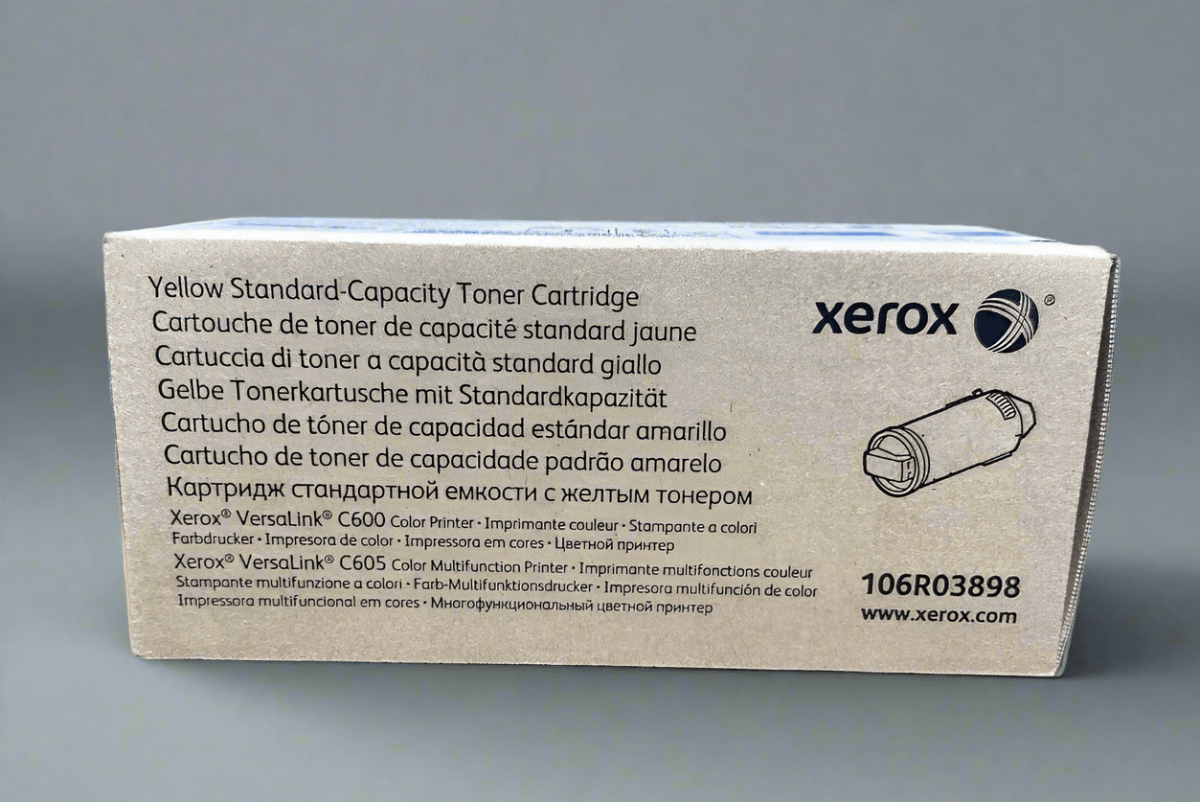 Yellow Standard-Capacity Toner Cartridge
Cartouche de toner de capacité standard jaune
Cartuccia di toner a capacità standard giallo
Gelbe Tonerkartusche mit Standardkapazität
Cartucho de tóner de capacidad estándar amarillo
Cartucho de toner de capacidade padrão amarelo
Картридж стандартной емкости с желтым тонером
Xerox® VersaLink® C600 Color Printer · Imprimante couleur · Stampante a colori
Farbdrucker · Impresora de color · Impressora em cores · Цветной принтер
Xerox® VersaLink® C605 Color Multifunction Printer · Imprimante multifonctions couleur
Stampante multifunzione a colori · Farb-Multifunktionsdrucker · Impresora multifunción de color
Impressora multifuncional em cores · Многофункциональный цветной принтер
xerox ®
106R03898
www.xerox.com